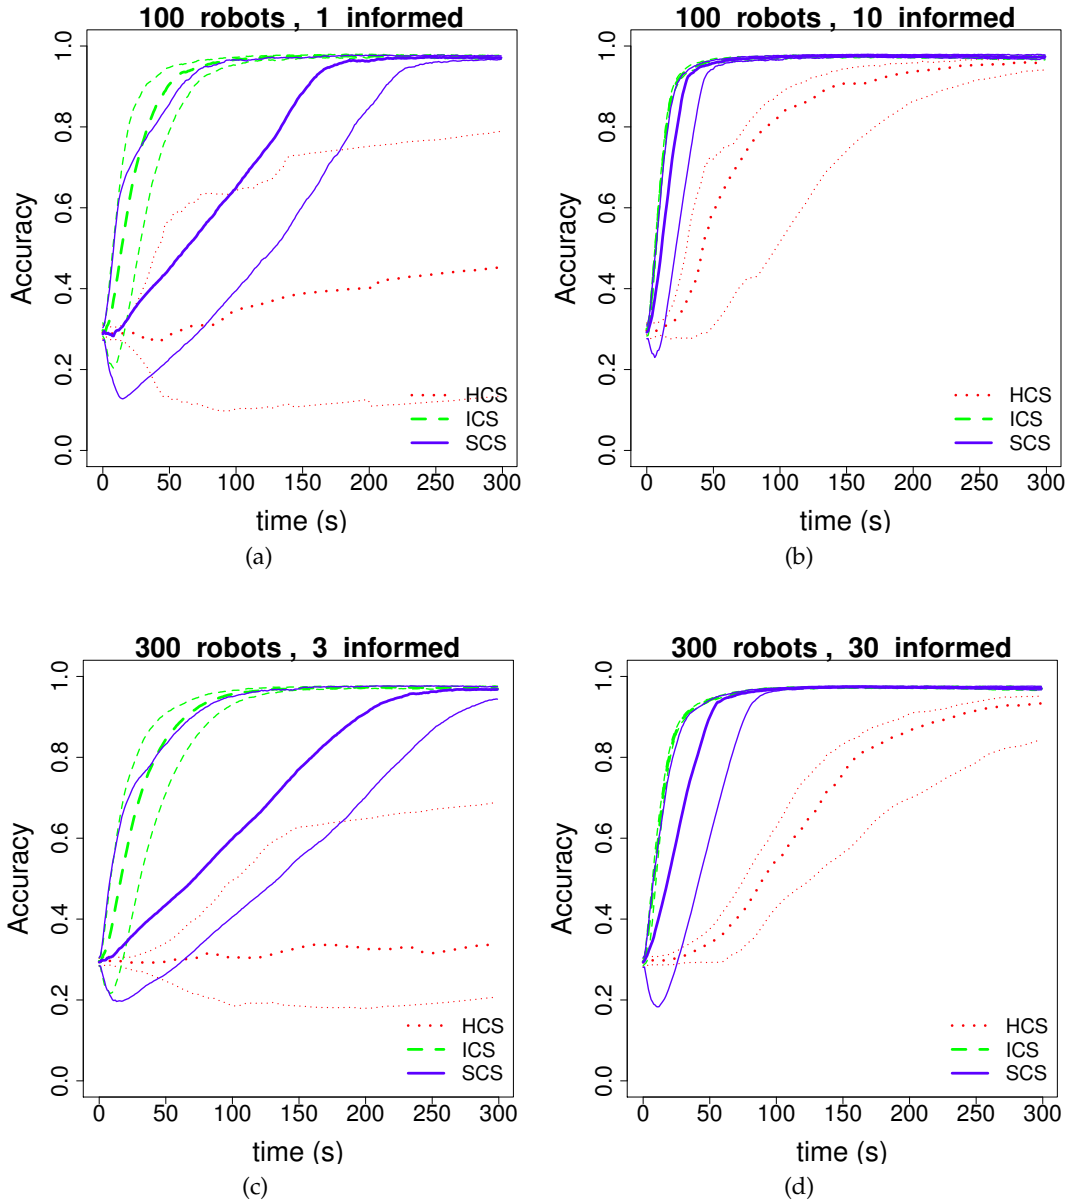 100 robots , 1 informed
Accuracy
1.0
0.8
0.6
0.4
0.2
0.0
HCS
ICS
SCS
0 50 100 150 200 250 300
time (s)
(a)
100 robots , 10 informed
Accuracy
1.0
0.8
0.6
0.4
0.2
0.0
HCS
ICS
SCS
0 50 100 150 200 250 300
time (s)
(b)
300 robots , 3 informed
Accuracy
1.0
0.8
0.6
0.4
0.2
0.0
HCS
ICS
SCS
0 50 100 150 200 250 300
time (s)
(c)
300 robots , 30 informed
Accuracy
1.0
0.8
0.6
0.4
0.2
0.0
HCS
ICS
SCS
0 50 100 150 200 250 300
time (s)
(d)